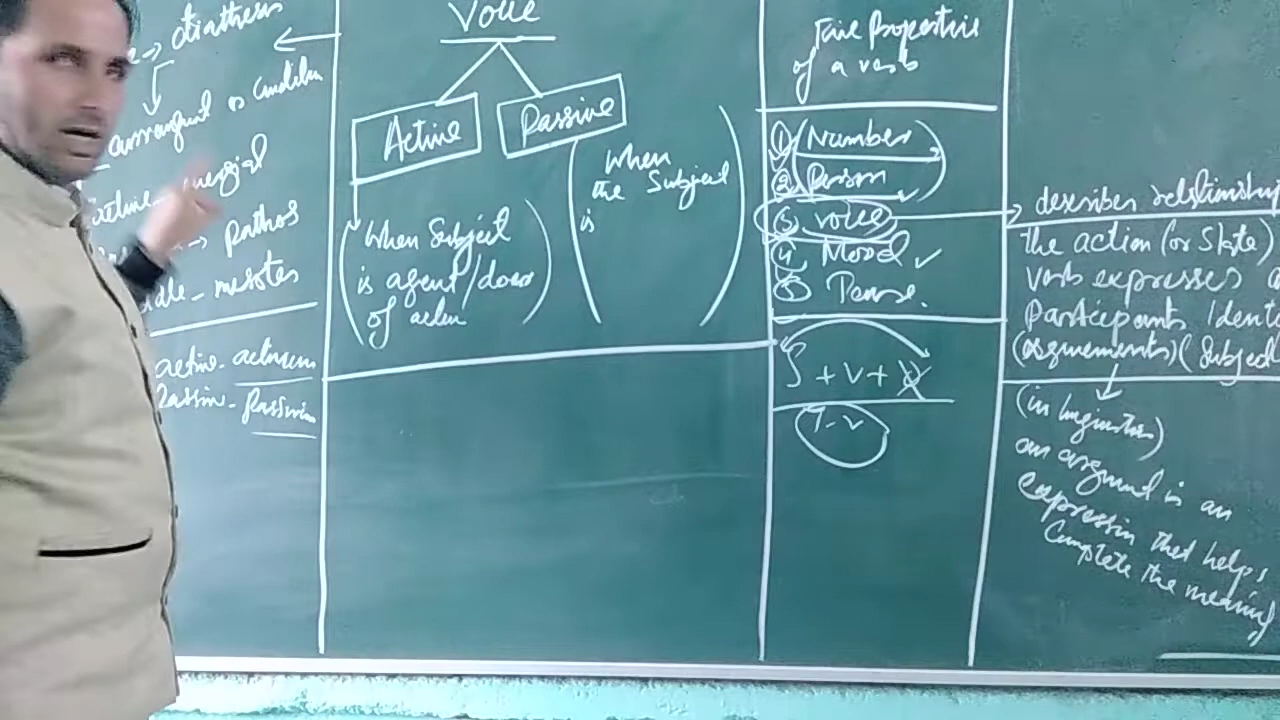 diathesis
arrangement or condition
energia
pathos
mesotes
active - activum
Passive - Passivum
Voice
Active
Passive
When Subject
is agent/doer
of action
When
the Subject
is
Five Properties
of a verb
1 Number
2 Person
3 voice
4 Mood ✓
5 Tense.
S + V + O
T.V
describes relationship
the action (or State)
verb expresses
Participants Ident
(arguements) (Subject
(in linguistics)
an argument is an
expression that helps
Complete the meaning